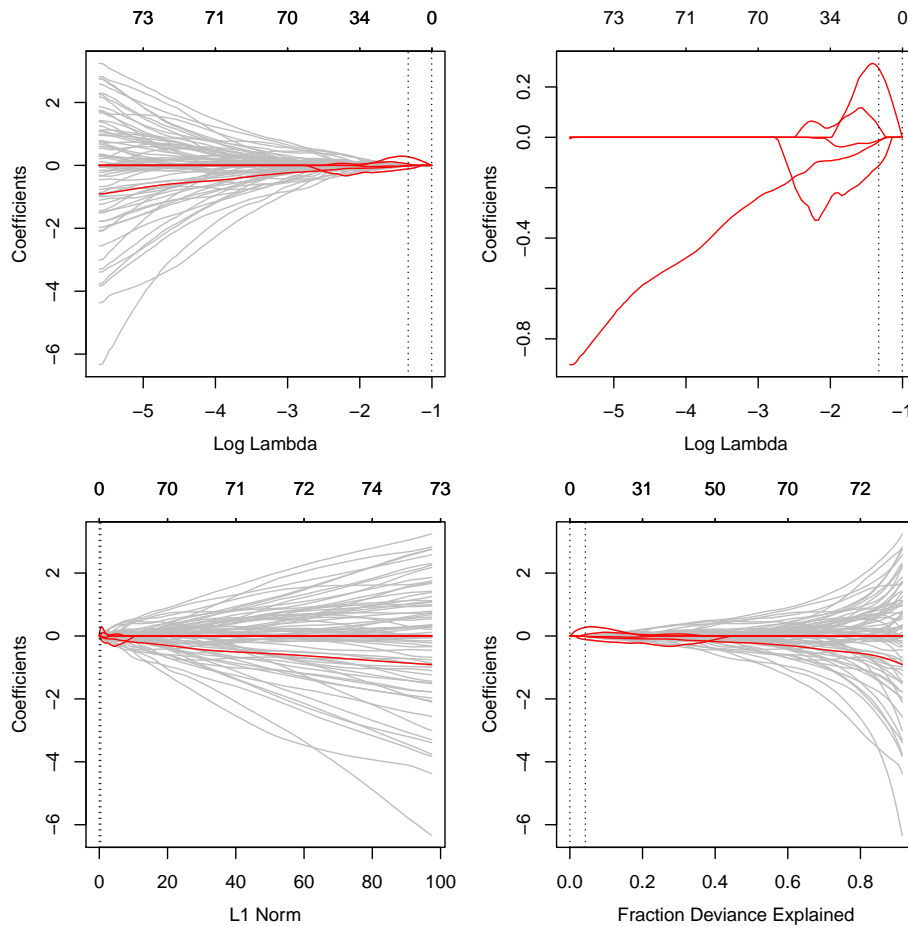 73 71 70 34 0
Coefficients
2
0
−2
−4
−6
−5 −4 −3 −2 −1
Log Lambda
73 71 70 34 0
Coefficients
0.2
0.0
−0.4
−0.8
−5 −4 −3 −2 −1
Log Lambda
0 70 71 72 74 73
Coefficients
2
0
−2
−4
−6
0 20 40 60 80 100
L1 Norm
0 31 50 70 72
Coefficients
2
0
−2
−4
−6
0.0 0.2 0.4 0.6 0.8
Fraction Deviance Explained